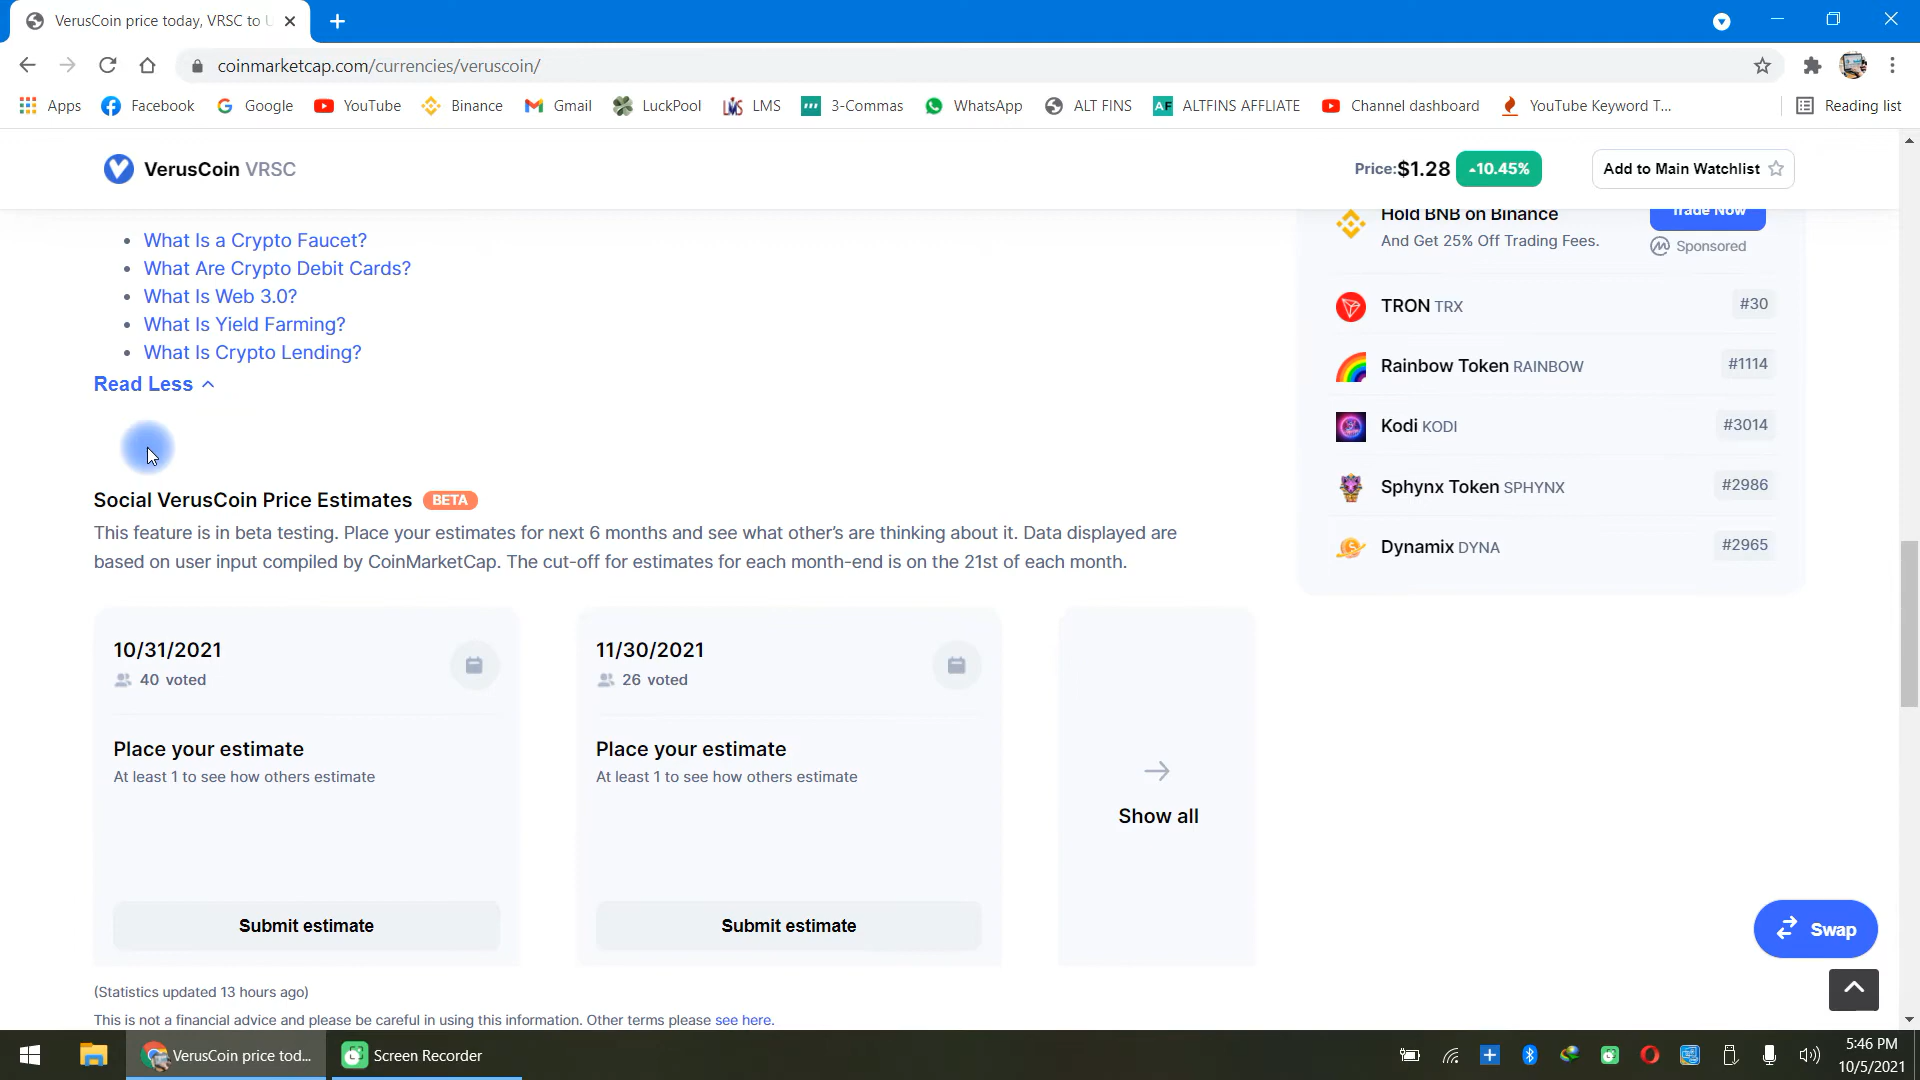 VerusCoin price today, VRSC to U
coinmarketcap.com/currencies/veruscoin/
Apps Facebook Google YouTube Binance Gmail LuckPool LMS 3-Commas WhatsApp ALT FINS ALTFINS AFFLIATE Channel dashboard YouTube Keyword T... Reading list
VerusCoin VRSC
Price:$1.28 10.45%
Add to Main Watchlist
What Is a Crypto Faucet?
What Are Crypto Debit Cards?
What Is Web 3.0?
What Is Yield Farming?
What Is Crypto Lending?
Read Less
Hold BNB on Binance
Trade Now
And Get 25% Off Trading Fees.
Sponsored
TRON TRX #30
Rainbow Token RAINBOW #1114
Kodi KODI #3014
Sphynx Token SPHYNX #2986
Dynamix DYNA #2965
Social VerusCoin Price Estimates BETA
This feature is in beta testing. Place your estimates for next 6 months and see what other's are thinking about it. Data displayed are
based on user input compiled by CoinMarketCap. The cut-off for estimates for each month-end is on the 21st of each month.
10/31/2021
40 voted
Place your estimate
At least 1 to see how others estimate
Submit estimate
11/30/2021
26 voted
Place your estimate
At least 1 to see how others estimate
Submit estimate
Show all
Swap
(Statistics updated 13 hours ago)
This is not a financial advice and please be careful in using this information. Other terms please see here.
VerusCoin price tod...
Screen Recorder
5:46 PM
10/5/2021